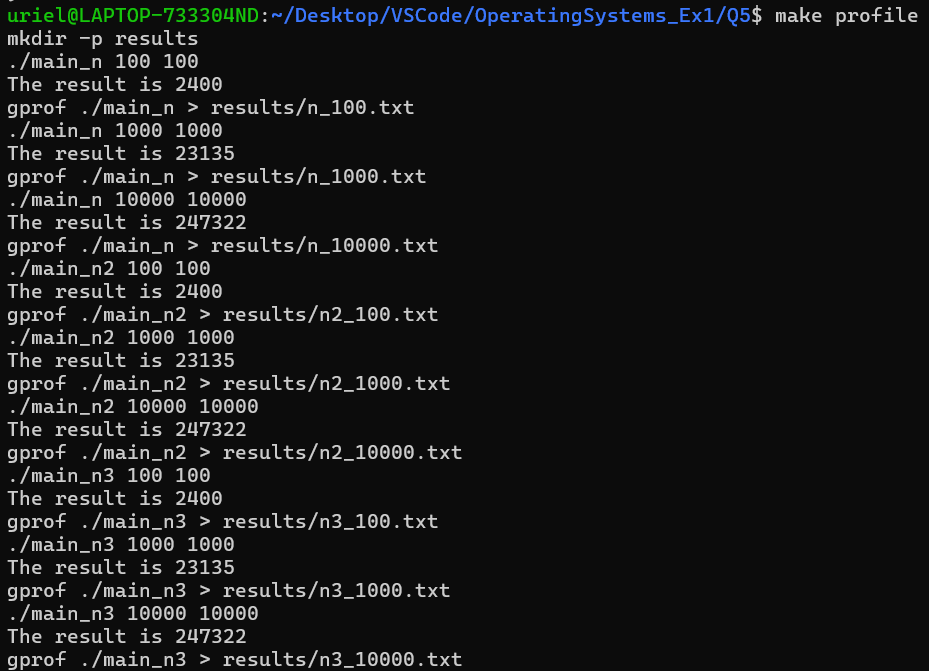 uriel@LAPTOP-733304ND:~/Desktop/VSCode/OperatingSystems_Ex1/Q5$ make profile
mkdir -p results
./main_n 100 100
The result is 2400
gprof ./main_n > results/n_100.txt
./main_n 1000 1000
The result is 23135
gprof ./main_n > results/n_1000.txt
./main_n 10000 10000
The result is 247322
gprof ./main_n > results/n_10000.txt
./main_n2 100 100
The result is 2400
gprof ./main_n2 > results/n2_100.txt
./main_n2 1000 1000
The result is 23135
gprof ./main_n2 > results/n2_1000.txt
./main_n2 10000 10000
The result is 247322
gprof ./main_n2 > results/n2_10000.txt
./main_n3 100 100
The result is 2400
gprof ./main_n3 > results/n3_100.txt
./main_n3 1000 1000
The result is 23135
gprof ./main_n3 > results/n3_1000.txt
./main_n3 10000 10000
The result is 247322
gprof ./main_n3 > results/n3_10000.txt